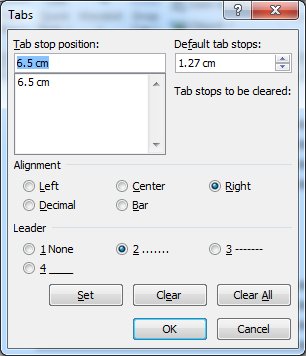 Tabs
Tab stop position: Default tab stops:
6.5 cm 1.27 cm
6.5 cm Tab stops to be cleared:
Alignment
Left Center Right
Decimal Bar
Leader
1 None 2 ....... 3 -------
4 ____
Set Clear Clear All
OK Cancel